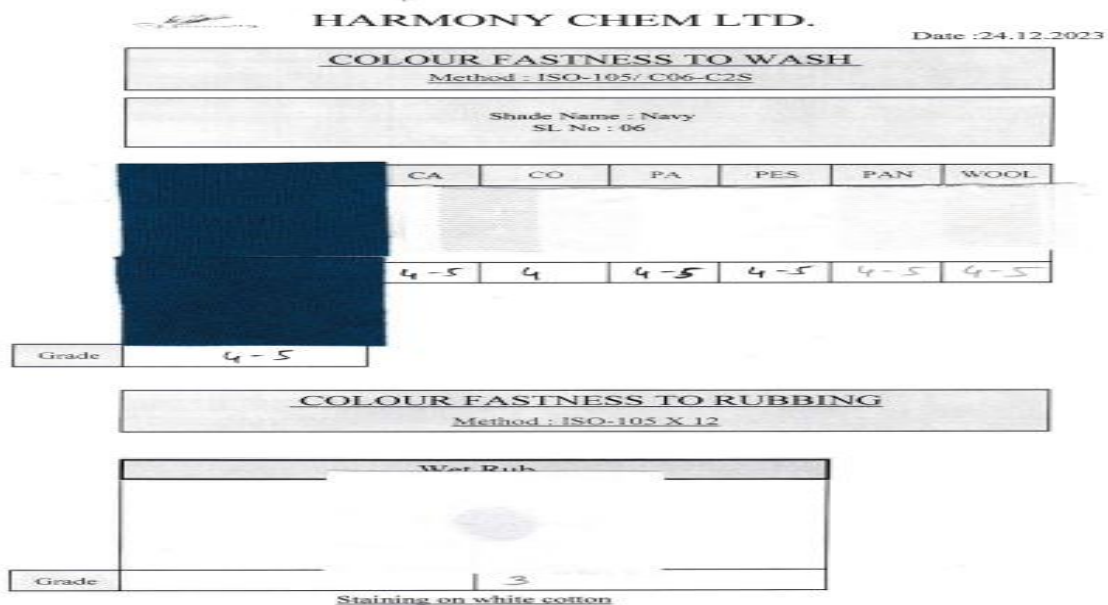 HARMONY CHEM LTD.
Date :24.12.2023
COLOUR FASTNESS TO WASH
Method : ISO-105/ C06-C2S
Shade Name : Navy
SL No : 06
CA CO PA PES PAN WOOL
4-5 4 4-5 4-5 4-5 4-5
Grade 4-5
COLOUR FASTNESS TO RUBBING
Method : ISO-105 X 12
Wet Rub
Grade 3
Staining on white cotton